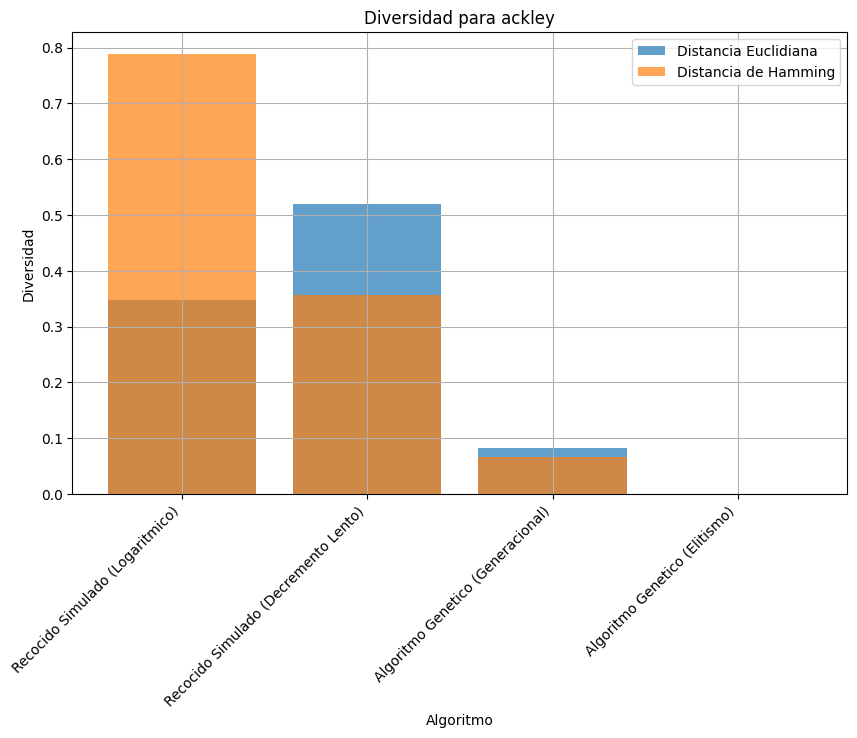 Diversidad para ackley
Distancia Euclidiana
Distancia de Hamming
0.8
0.7
0.6
0.5
0.4
0.3
0.2
0.1
0.0
Diversidad
Recocido Simulado (Logaritmico)
Recocido Simulado (Decremento Lento)
Algoritmo Genetico (Generacional)
Algoritmo Genetico (Elitismo)
Algoritmo